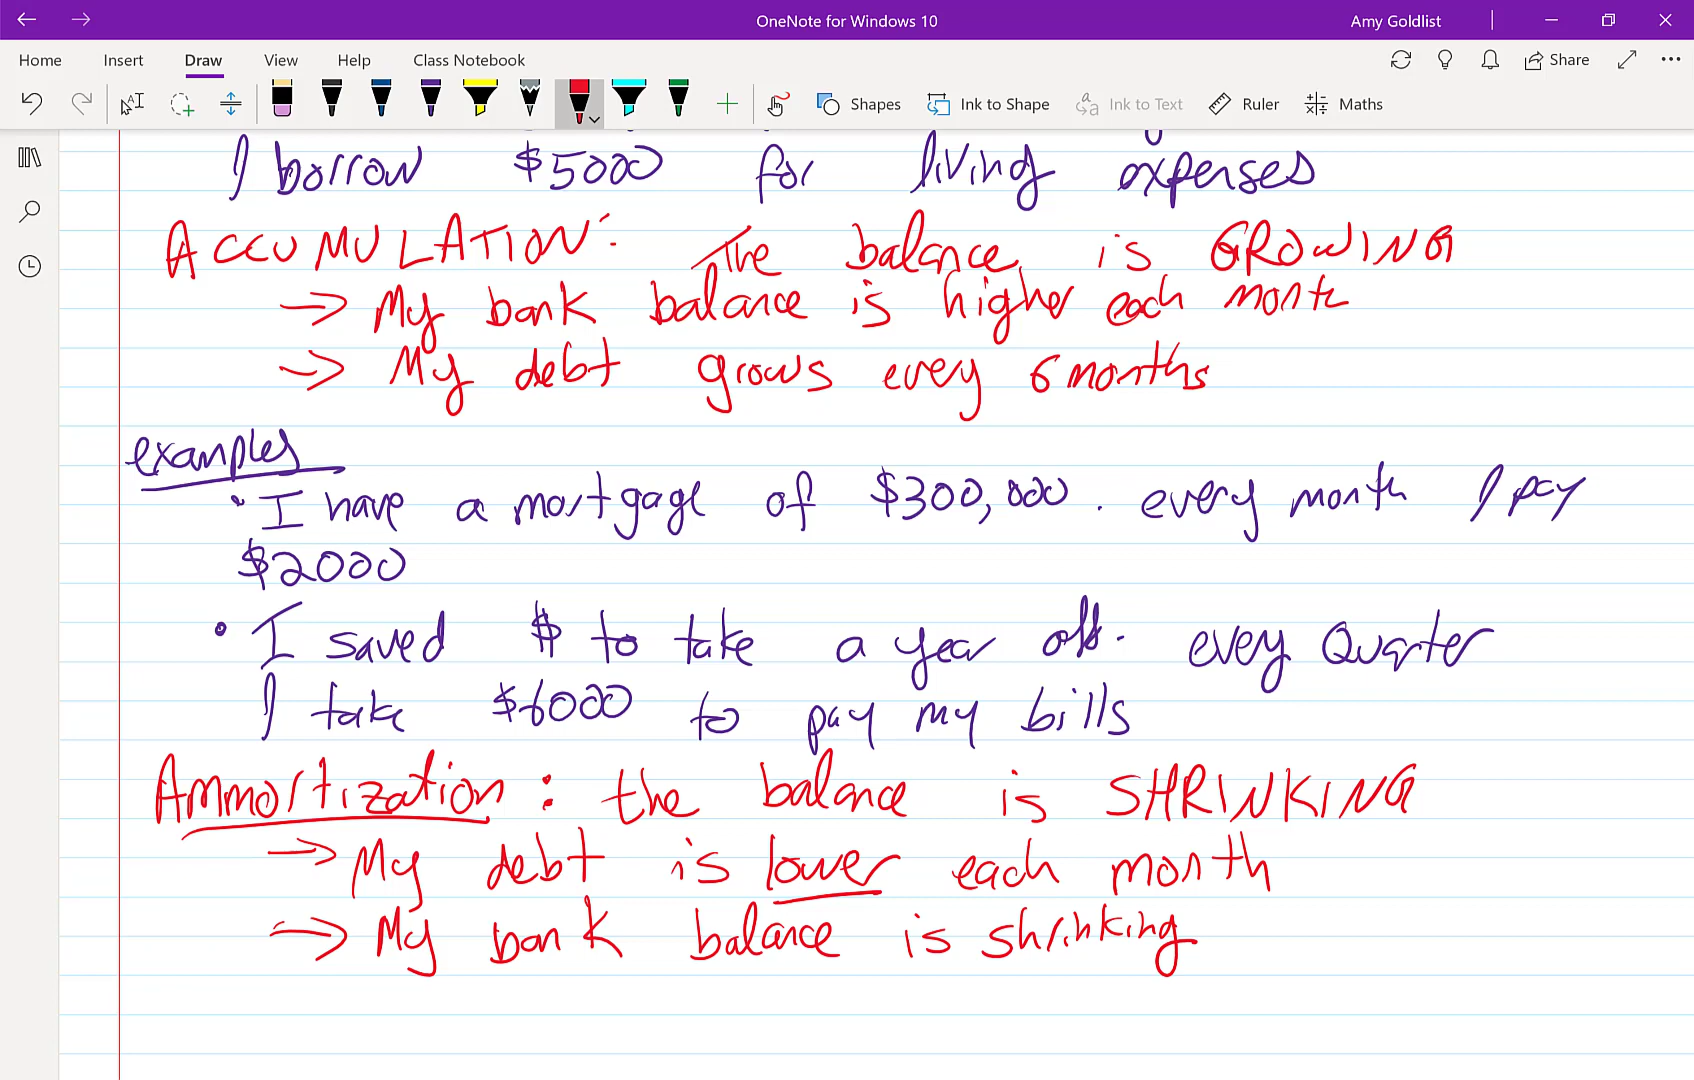 OneNote for Windows 10
Amy Goldlist
Home Insert Draw View Help Class Notebook
Share
Shapes Ink to Shape Ink to Text Ruler Maths
I borrow $5000 for living expenses
ACCUMULATION: The balance is GROWING
→ My bank balance is higher each month
→ My debt grows every 6 months
examples
• I have a mortgage of $300,000. every month I pay
$2000
• I saved $ to take a year off. every Quarter
I take $6000 to pay my bills
Ammortization: the balance is SHRINKING
→ My debt is lower each month
→ My bank balance is shrinking